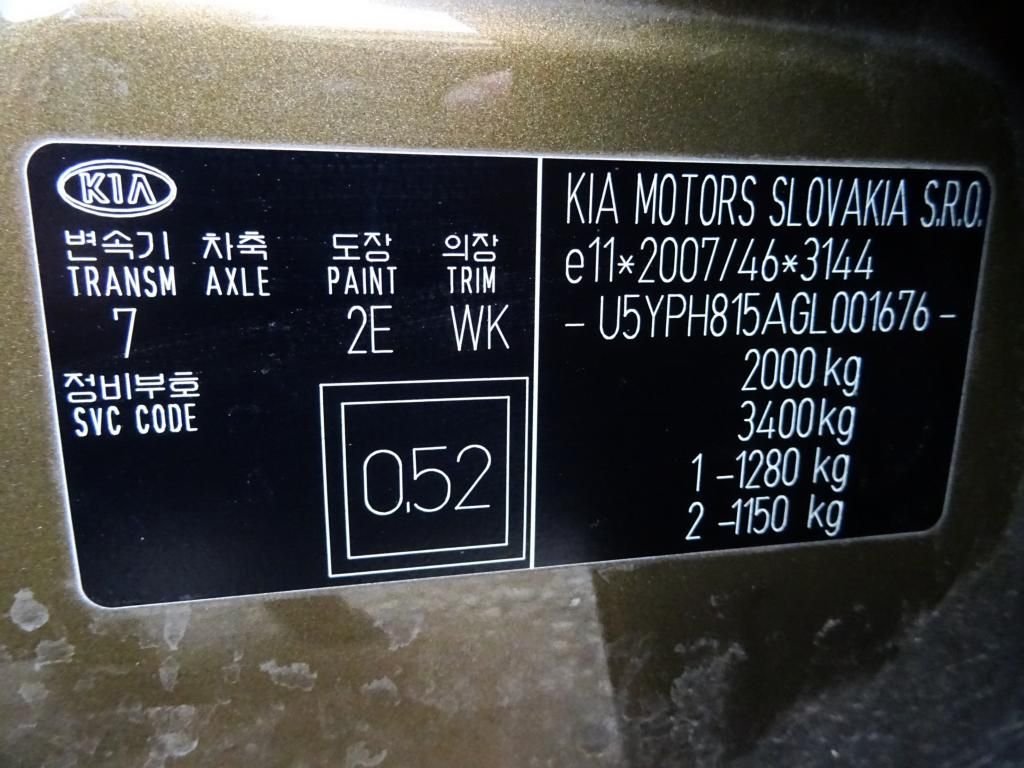 KIA
변속기 차축 도장 의장
TRANSM AXLE PAINT TRIM
7 2E WK
정비부호
SVC CODE
0.52
KIA MOTORS SLOVAKIA S.R.O.
e11*2007/46*3144
- U5YPH815AGL001676 -
2000 kg
3400 kg
1 -1280 kg
2 -1150 kg